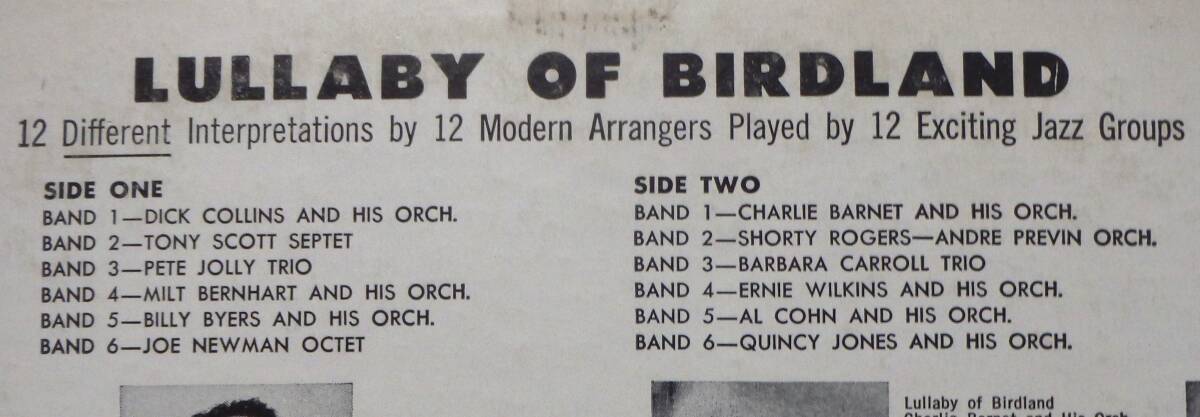 LULLABY OF BIRDLAND
12 Different Interpretations by 12 Modern Arrangers Played by 12 Exciting Jazz Groups
SIDE ONE
BAND 1—DICK COLLINS AND HIS ORCH.
BAND 2—TONY SCOTT SEPTET
BAND 3—PETE JOLLY TRIO
BAND 4—MILT BERNHART AND HIS ORCH.
BAND 5—BILLY BYERS AND HIS ORCH.
BAND 6—JOE NEWMAN OCTET
SIDE TWO
BAND 1—CHARLIE BARNET AND HIS ORCH.
BAND 2—SHORTY ROGERS—ANDRE PREVIN ORCH.
BAND 3—BARBARA CARROLL TRIO
BAND 4—ERNIE WILKINS AND HIS ORCH.
BAND 5—AL COHN AND HIS ORCH.
BAND 6—QUINCY JONES AND HIS ORCH.
Lullaby of Birdland